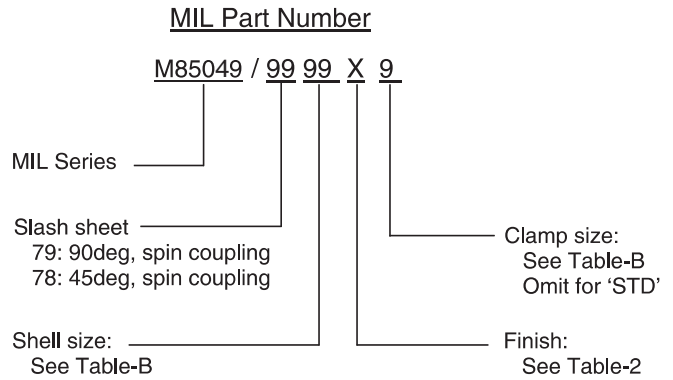 MIL Part Number
M85049 / 99 99 X 9
MIL Series
Slash sheet
79: 90deg, spin coupling
78: 45deg, spin coupling
Clamp size:
See Table-B
Omit for 'STD'
Shell size:
See Table-B
Finish:
See Table-2